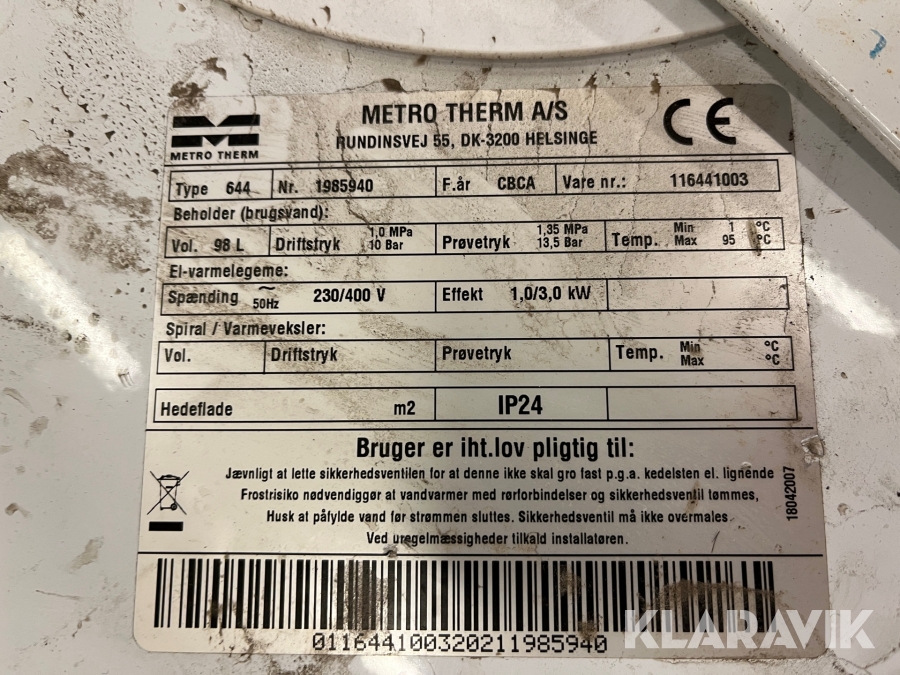 METRO THERM A/S
RUNDINSVEJ 55, DK-3200 HELSINGE
METRO THERM
CE
Type 644 Nr. 1985940 F.år CBCA Vare nr.: 116441003
Beholder (brugsvand):
Vol. 98 L Driftstryk 1,0 MPa 10 Bar Prøvetryk 1,35 MPa 13,5 Bar Temp. Min 1 °C Max 95 °C
El-varmelegeme:
Spænding ~ 50Hz 230/400 V Effekt 1,0/3,0 kW
Spiral / Varmeveksler:
Vol. Driftstryk Prøvetryk Temp. Min °C Max °C
Hedeflade m2 IP24
Bruger er iht.lov pligtig til:
Jævnligt at lette sikkerhedsventilen for at denne ikke skal gro fast p.g.a. kedelsten el. lignende
Frostrisiko nødvendiggør at vandvarmer med rørforbindelser og sikkerhedsventil tømmes,
Husk at påfylde vand før strømmen sluttes. Sikkerhedsventil må ikke overmales
Ved uregelmæssigheder tilkald installatøren.
18042007
011644100320211985940
KLARAVIK